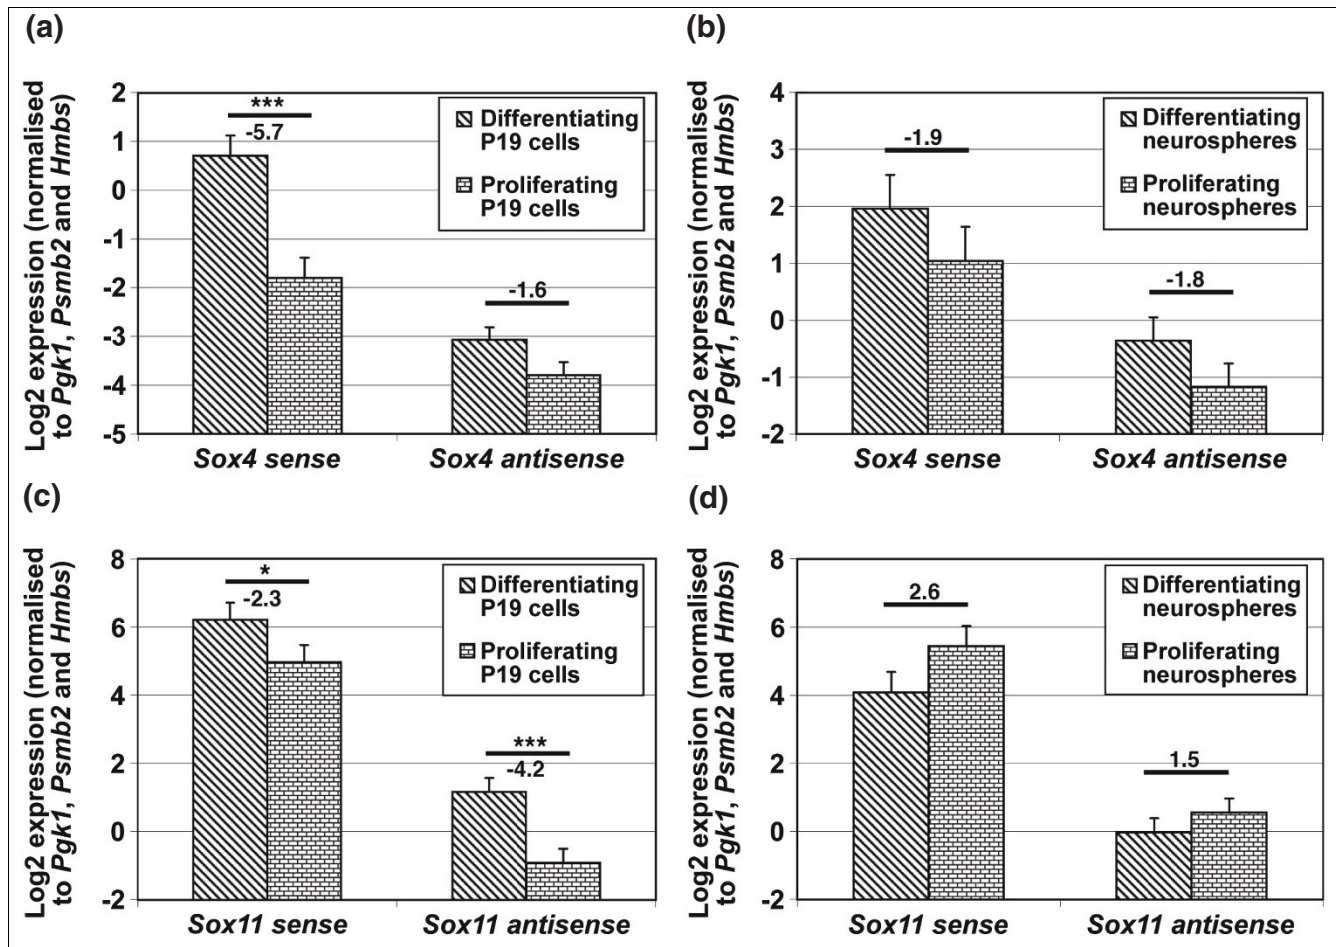 (a)
Log2 expression (normalised
to Pgk1, Psmb2 and Hmbs)
2
1
0
-1
-2
-3
-4
-5
***
-5.7
-1.6
Differentiating
P19 cells
Proliferating
P19 cells
Sox4 sense
Sox4 antisense
(b)
Log2 expression (normalised
to Pgk1, Psmb2 and Hmbs)
4
3
2
1
0
-1
-2
-1.9
-1.8
Differentiating
neurospheres
Proliferating
neurospheres
Sox4 sense
Sox4 antisense
(c)
Log2 expression (normalised
to Pgk1, Psmb2 and Hmbs)
8
6
4
2
0
-2
*
-2.3
***
-4.2
Differentiating
P19 cells
Proliferating
P19 cells
Sox11 sense
Sox11 antisense
(d)
Log2 expression (normalised
to Pgk1, Psmb2 and Hmbs)
8
6
4
2
0
-2
2.6
1.5
Differentiating
neurospheres
Proliferating
neurospheres
Sox11 sense
Sox11 antisense